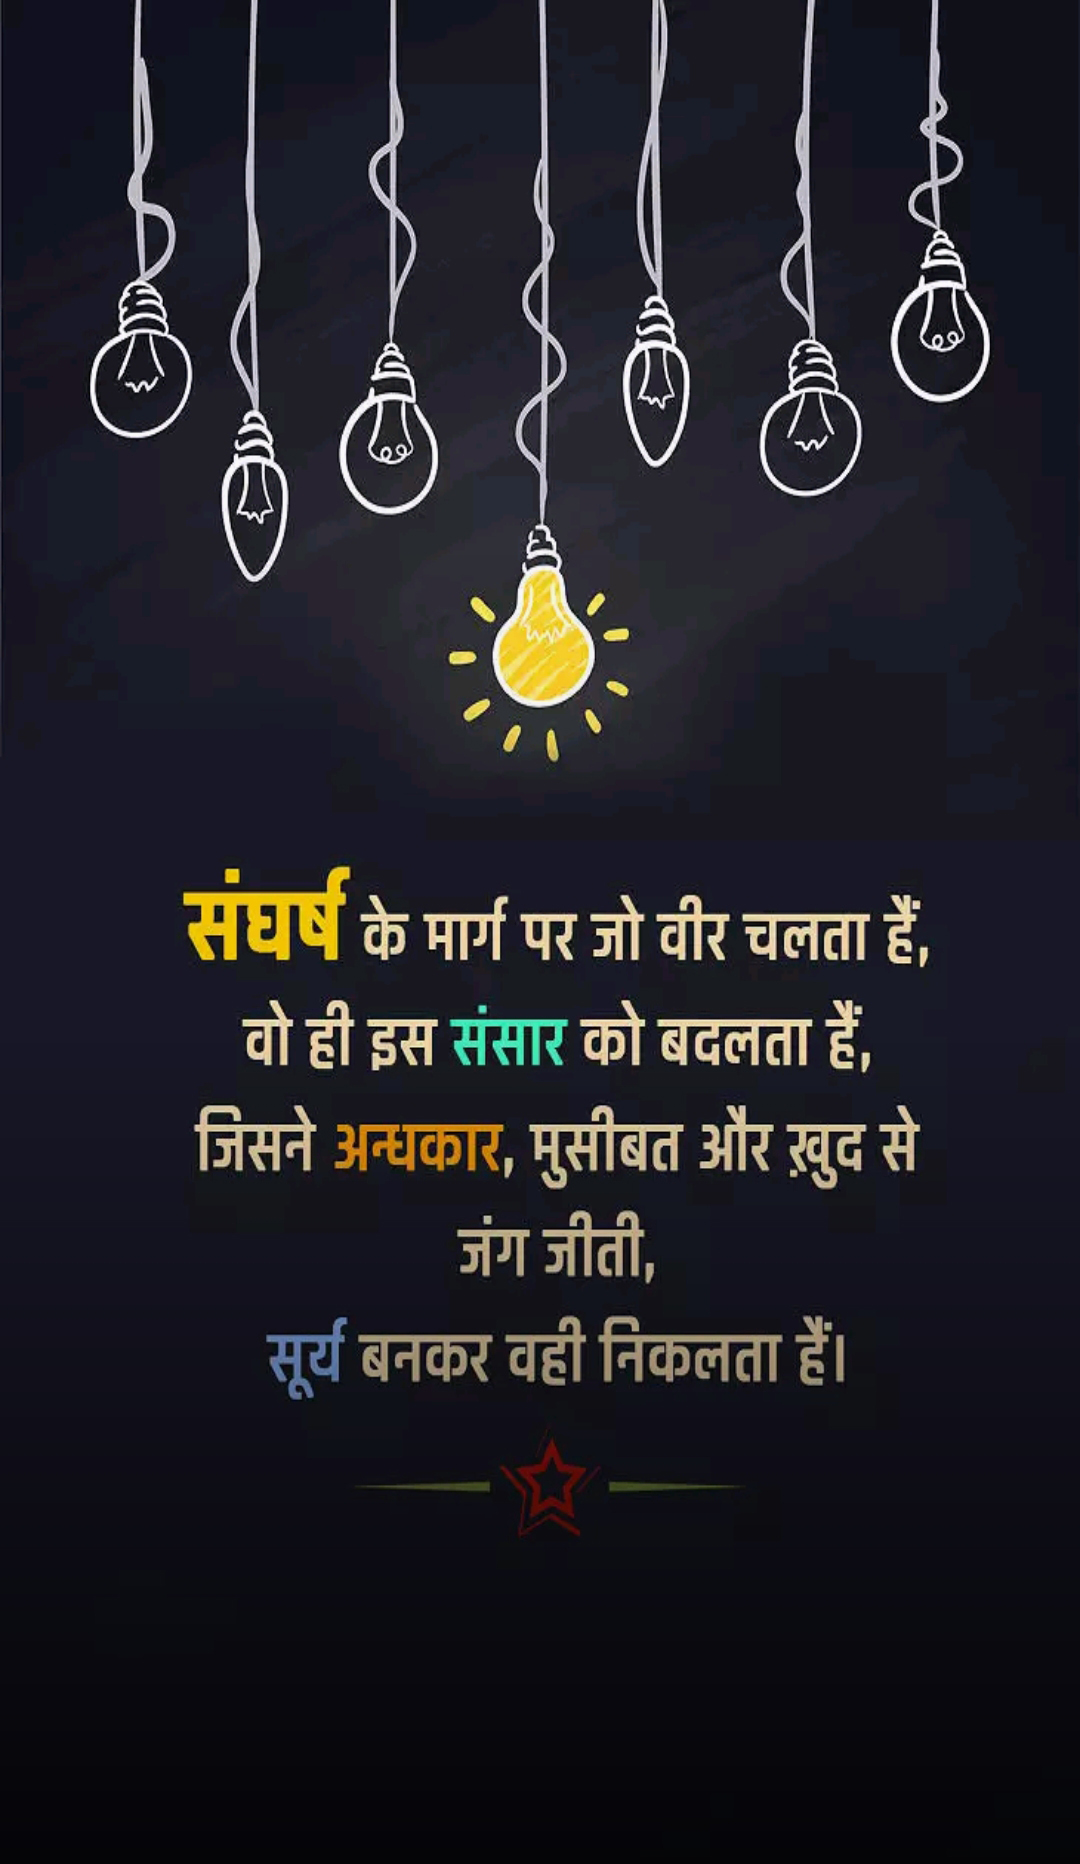 संघर्ष के मार्ग पर जो वीर चलता हैं,
वो ही इस संसार को बदलता हैं,
जिसने अन्धकार, मुसीबत और ख़ुद से
जंग जीती,
सूर्य बनकर वही निकलता हैं।